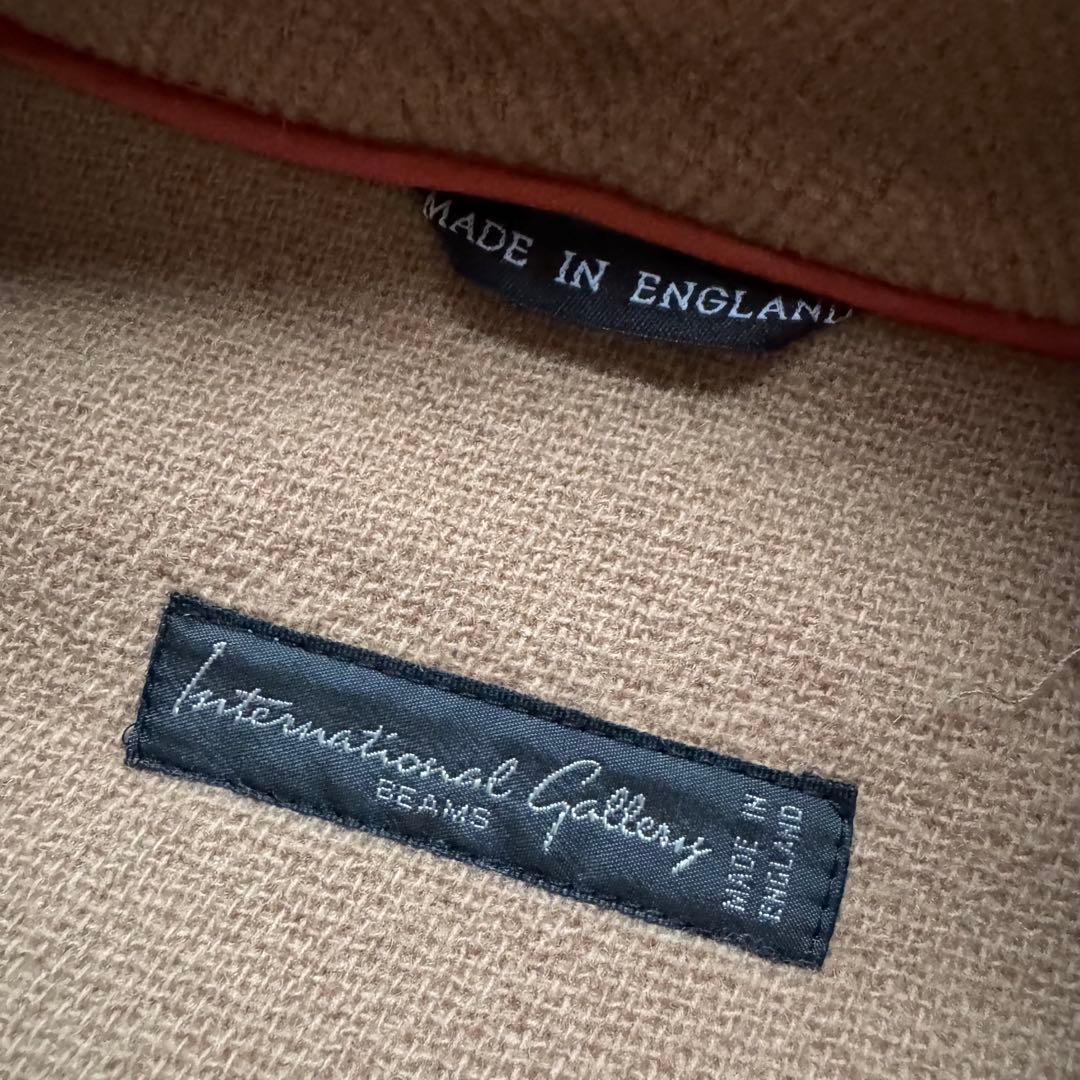 MADE IN ENGLAND
International Gallery
BEAMS
MADE IN
ENGLAND